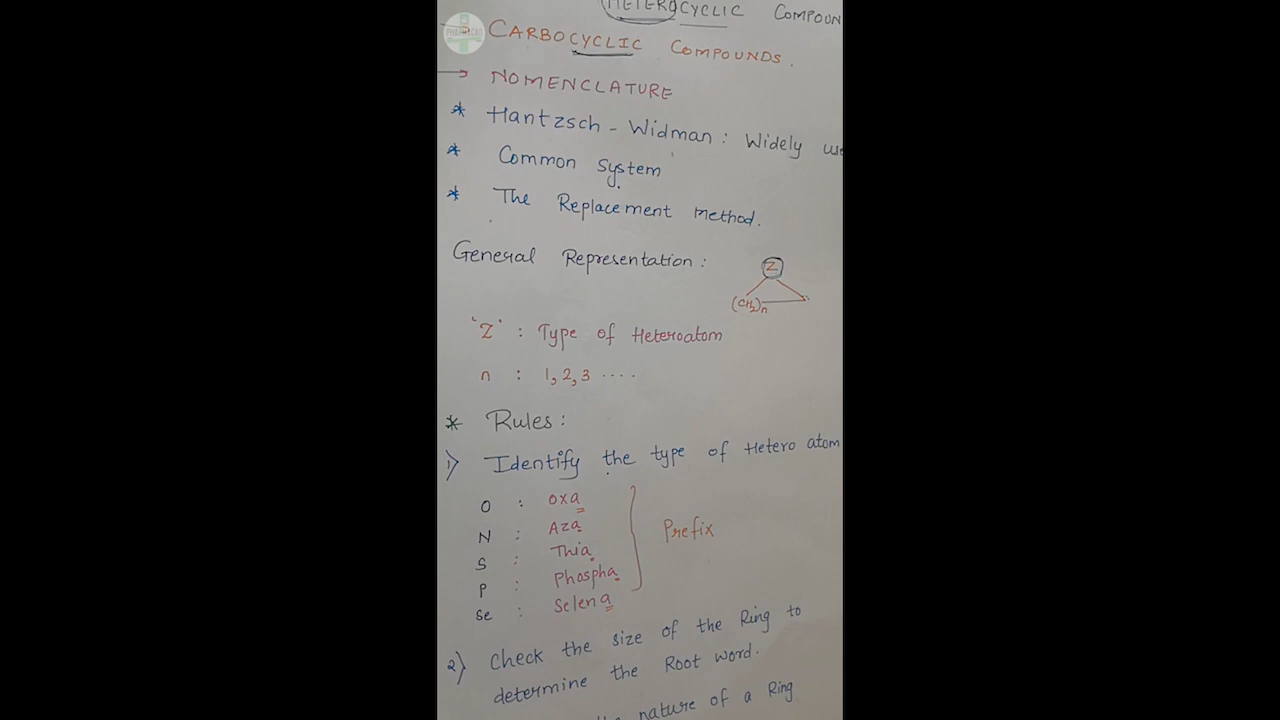 HETEROCYCLIC COMPOUN
CARBOCYCLIC COMPOUNDS.
→ NOMENCLATURE
* Hantzsch - Widman : Widely us
* Common System
* The Replacement method.
General Representation :
Z
(CH₂)n
'Z' : Type of Heteroatom
n : 1, 2, 3 ....
* Rules :
1) Identify the type of Hetero atom
O : Oxa
N : Aza
S : Thia
P : Phospha
Se : Selena
Prefix
2) Check the size of the Ring to
determine the Root word.
nature of a Ring